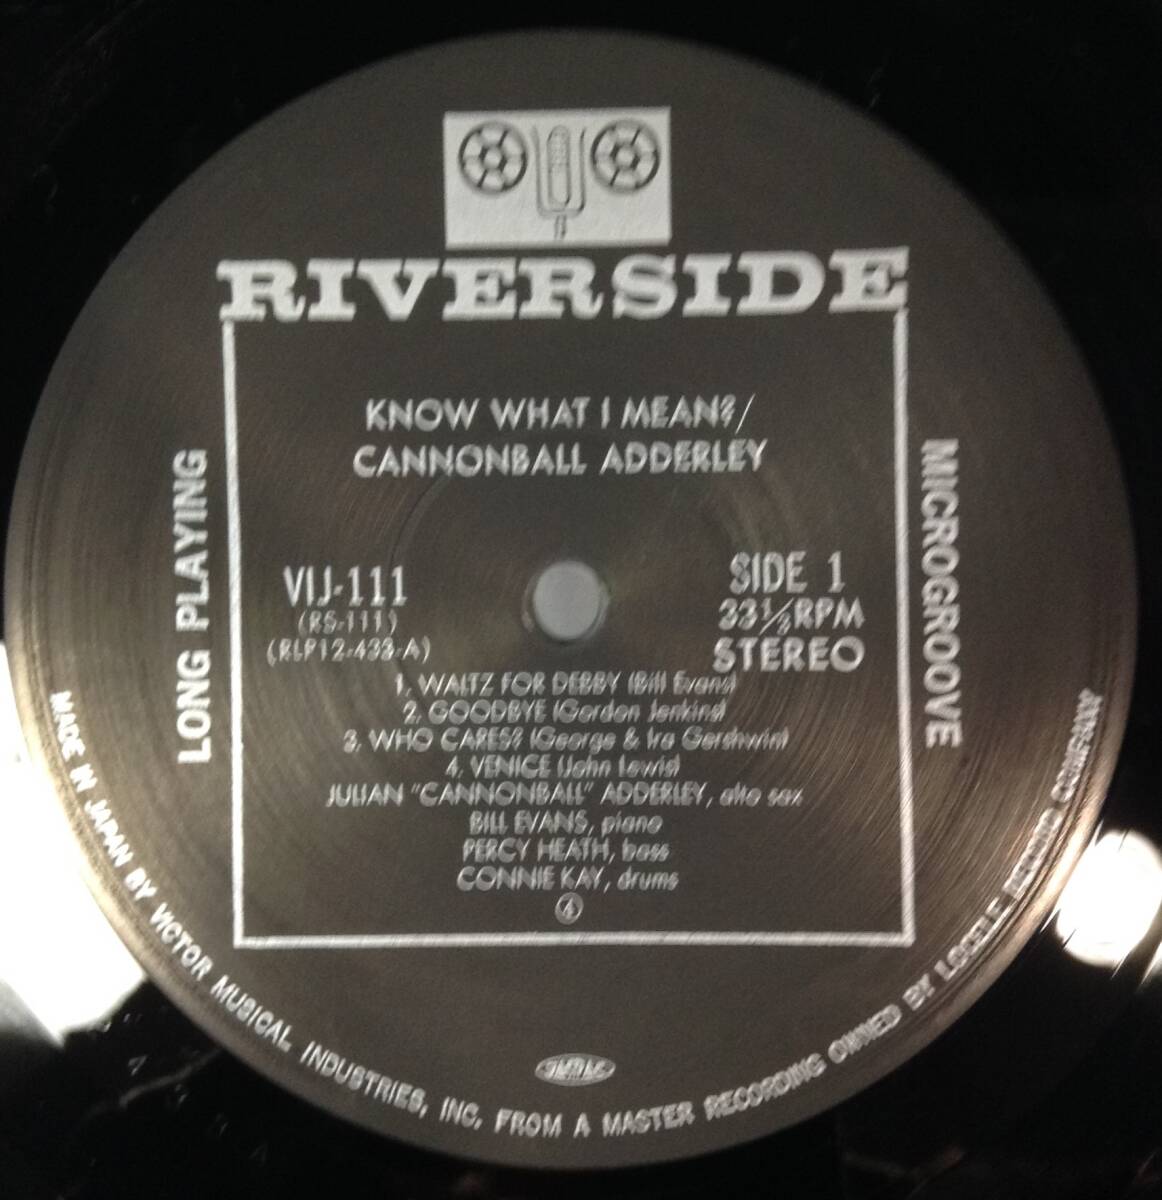 RIVERSIDE
KNOW WHAT I MEAN?/
CANNONBALL ADDERLEY
LONG PLAYING
MICROGROOVE
VIJ-111
(RS-111)
(RLP12-433-A)
SIDE 1
33⅓RPM
STEREO
1. WALTZ FOR DEBBY (Bill Evans)
2. GOODBYE (Gordon Jenkins)
3. WHO CARES? (George & Ira Gershwin)
4. VENICE (John Lewis)
JULIAN "CANNONBALL" ADDERLEY, alto sax
BILL EVANS, piano
PERCY HEATH, bass
CONNIE KAY, drums
MADE IN JAPAN BY VICTOR MUSICAL INDUSTRIES, INC. FROM A MASTER RECORDING OWNED BY RECORD COMPANY